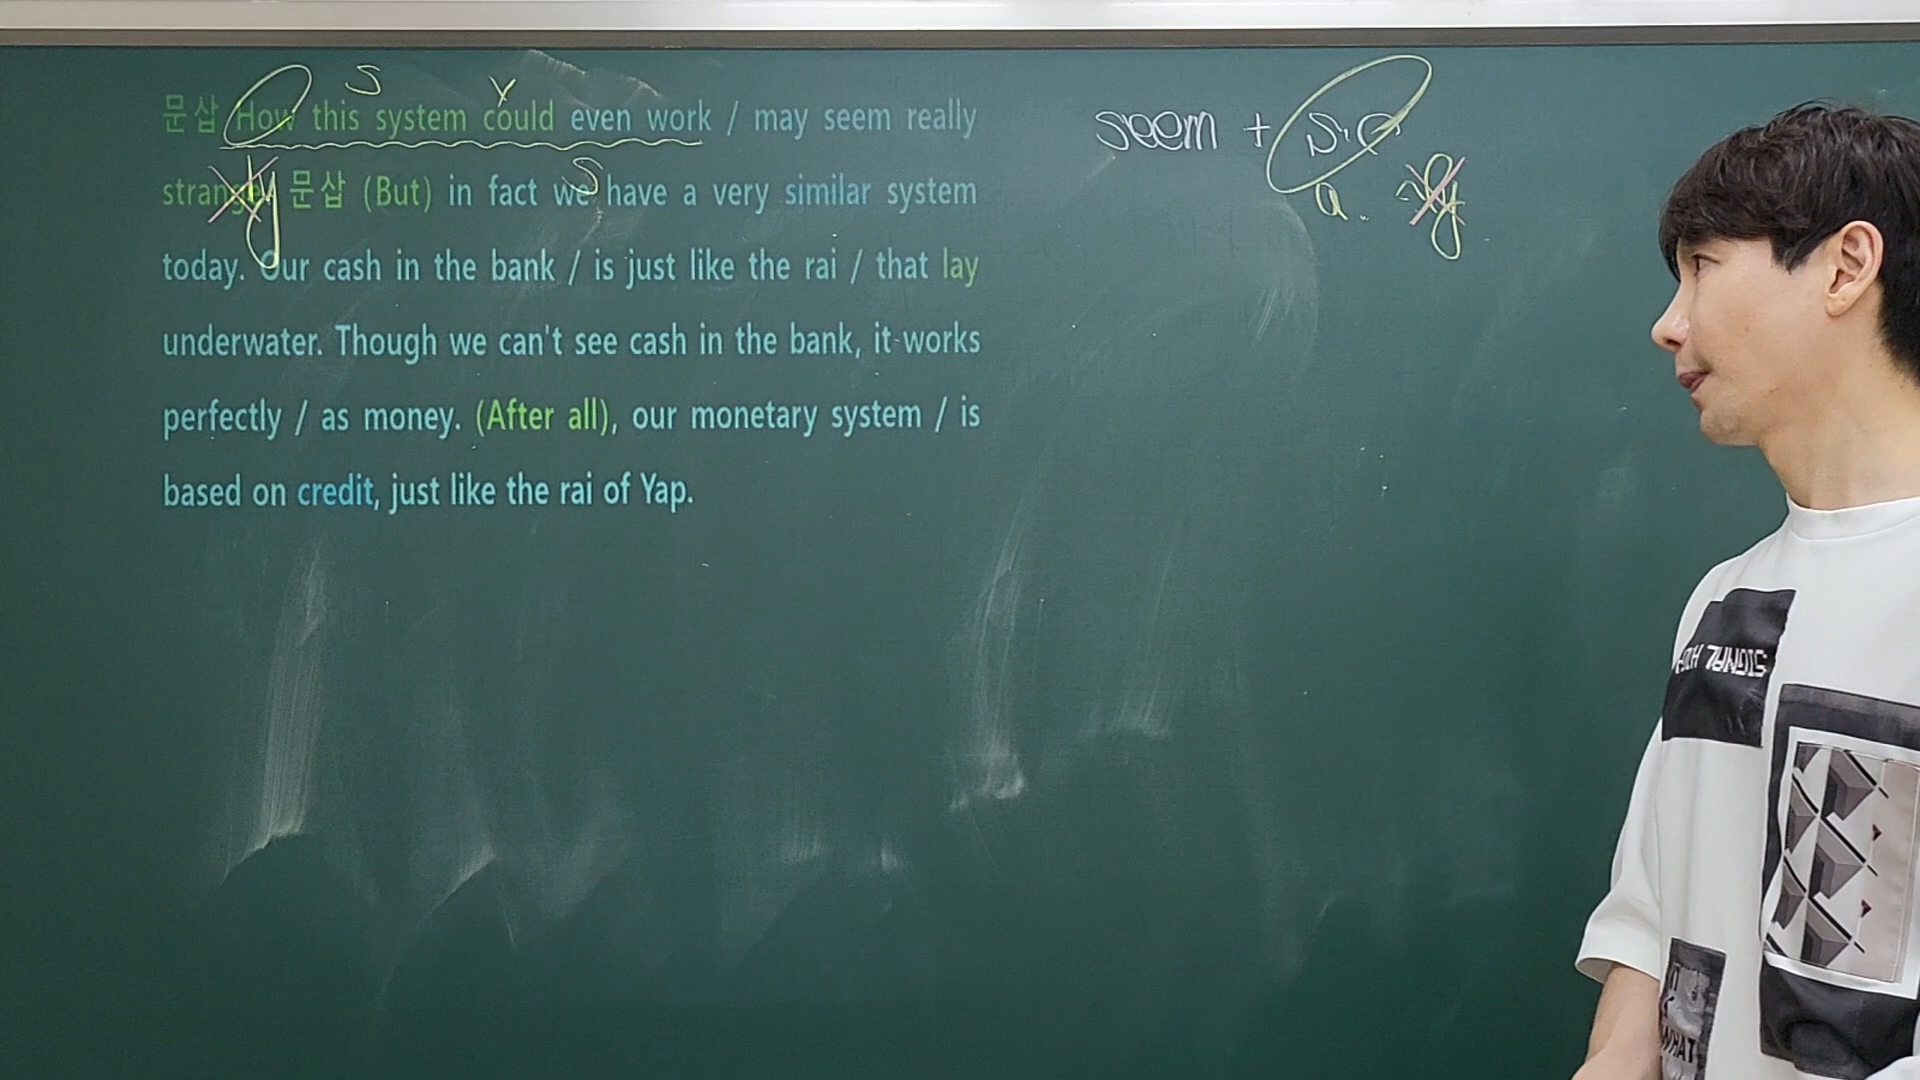 S V
문삽 How this system could even work / may seem really
strange. 문삽 (But) in fact we have a very similar system
S
y
today. Our cash in the bank / is just like the rai / that lay
underwater. Though we can't see cash in the bank, it works
perfectly / as money. (After all), our monetary system / is
based on credit, just like the rai of Yap.
seem + S.C
a. ~ly
WHAT